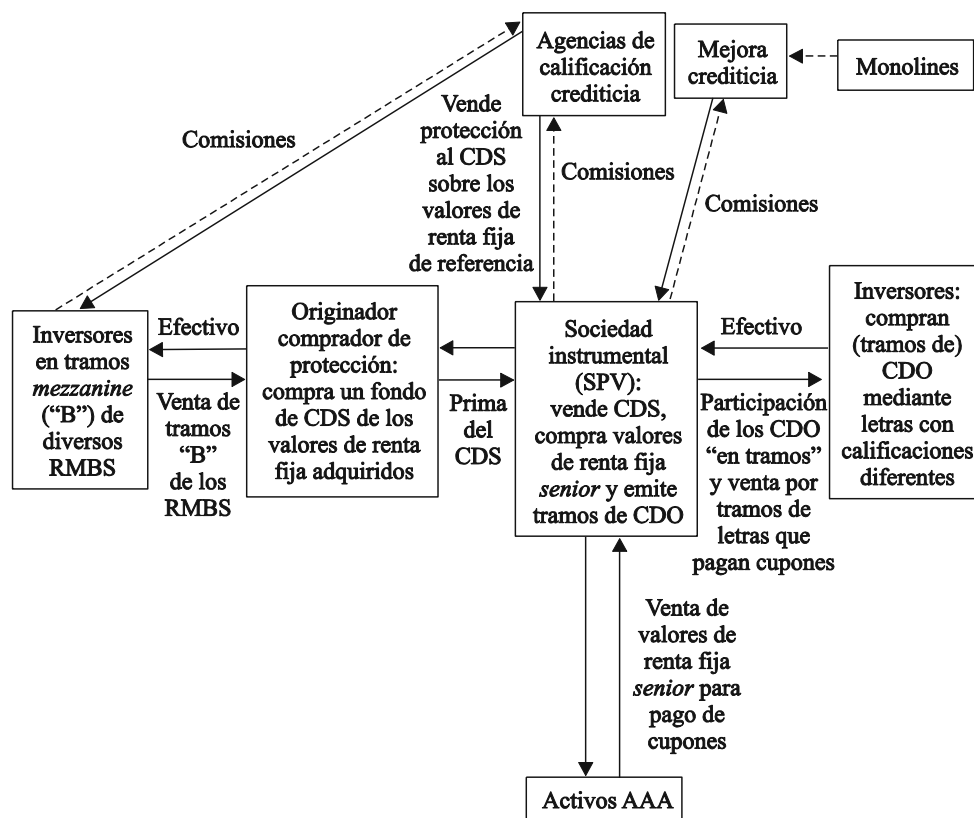 Agencias de
calificación
crediticia
Mejora
crediticia
Monolines
Comisiones
Vende
protección
al CDS
sobre los
valores de
renta fija
de referencia
Comisiones
Comisiones
Inversores
en tramos
mezzanine
(“B”) de
diversos
RMBS
Efectivo
Venta de
tramos
“B”
de los
RMBS
Originador
comprador de
protección:
compra un fondo
de CDS de los
valores de renta
fija adquiridos
Prima
del
CDS
Sociedad
instrumental
(SPV):
vende CDS,
compra valores
de renta fija
senior y emite
tramos de CDO
Efectivo
Participación
de los CDO
“en tramos”
y venta por
tramos de
letras que
pagan cupones
Inversores:
compran
(tramos de)
CDO
mediante
letras con
calificaciones
diferentes
Venta de
valores de
renta fija
senior para
pago de
cupones
Activos AAA